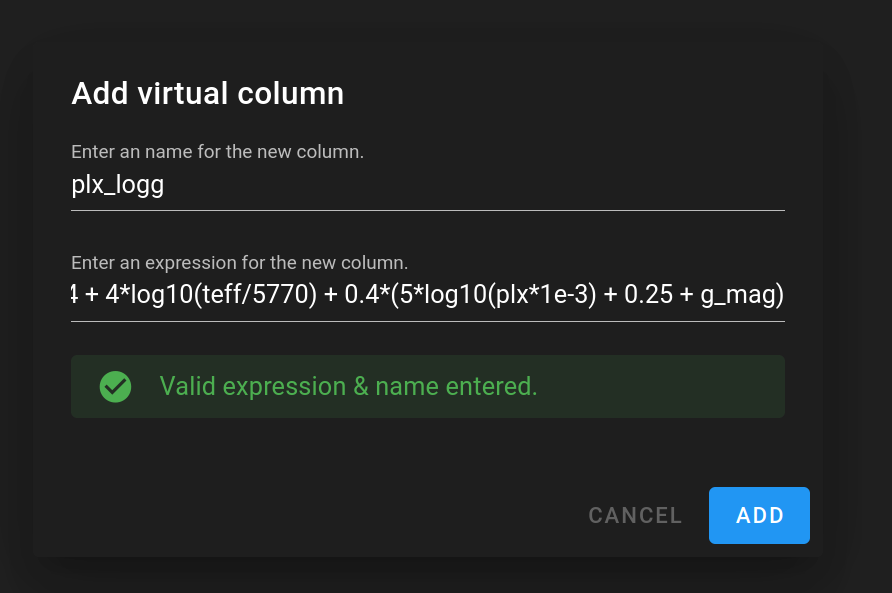 Add virtual column
Enter an name for the new column.
plx_logg
Enter an expression for the new column.
4 + 4*log10(teff/5770) + 0.4*(5*log10(plx*1e-3) + 0.25 + g_mag)
Valid expression & name entered.
CANCEL
ADD